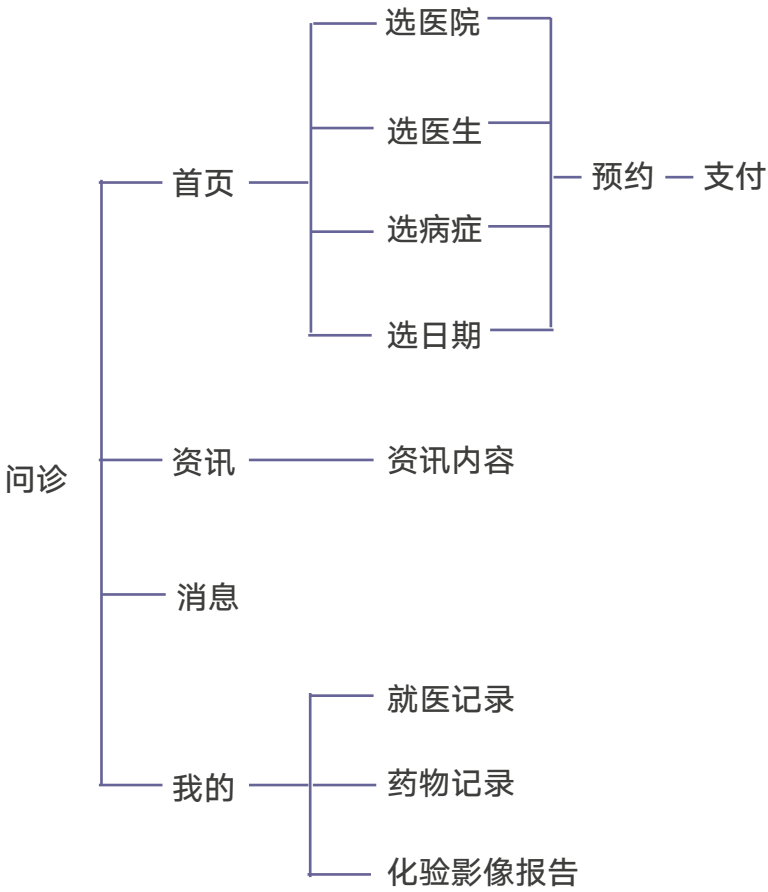 选医院
选医生
首页
预约
支付
选病症
选日期
资讯
资讯内容
问诊
消息
就医记录
我的
药物记录
化验影像报告